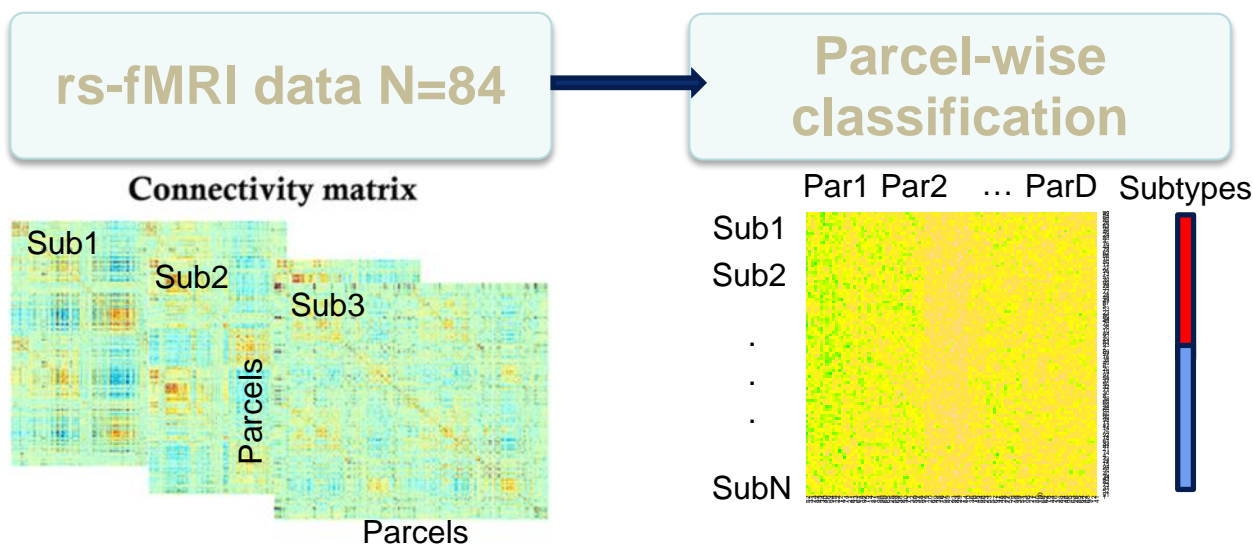 rs-fMRI data N=84
Parcel-wise
classification
Connectivity matrix
Sub1
Sub2
Sub3
Parcels
Parcels
Par1 Par2 … ParD Subtypes
Sub1
Sub2
.
.
.
SubN